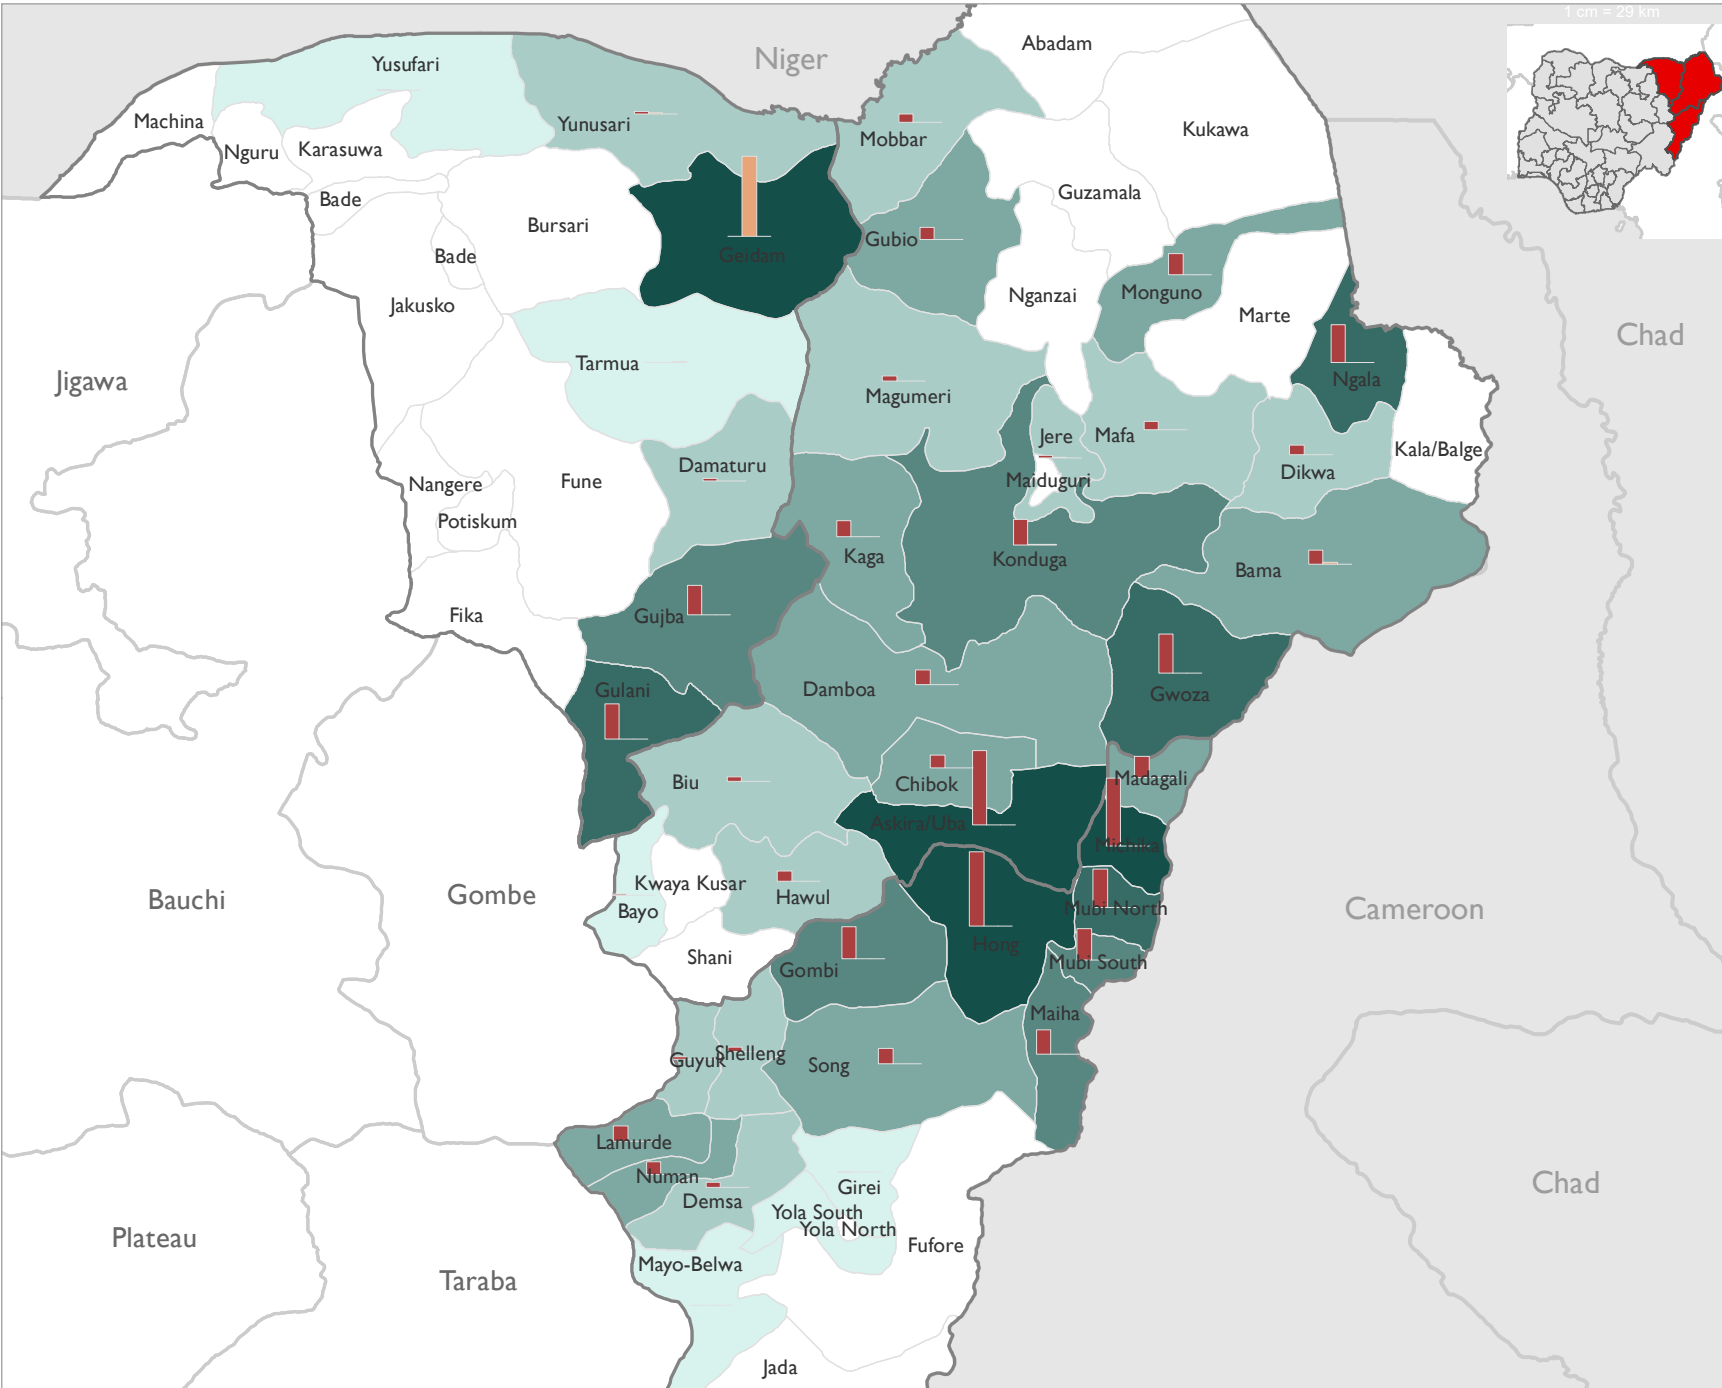 1 cm = 29 km
Niger
Abadam
Yusufari
Machina
Nguru
Karasuwa
Yunusari
Mobbar
Kukawa
Bade
Bursari
Guzamala
Bade
Geidam
Gubio
Jakusko
Nganzai
Monguno
Marte
Chad
Jigawa
Tarmua
Ngala
Magumeri
Jere
Mafa
Kala/Balge
Damaturu
Nangere
Fune
Maiduguri
Dikwa
Potiskum
Kaga
Konduga
Bama
Fika
Gujba
Gulani
Damboa
Gwoza
Biu
Chibok
Madagali
Askira/Uba
Michika
Bauchi
Gombe
Kwaya Kusar
Hawul
Bayo
Mubi North
Cameroon
Shani
Gombi
Hong
Mubi South
Maiha
Guyuk
Shelleng
Song
Lamurde
Numan
Demsa
Girei
Chad
Yola South
Yola North
Plateau
Fufore
Mayo-Belwa
Taraba
Jada